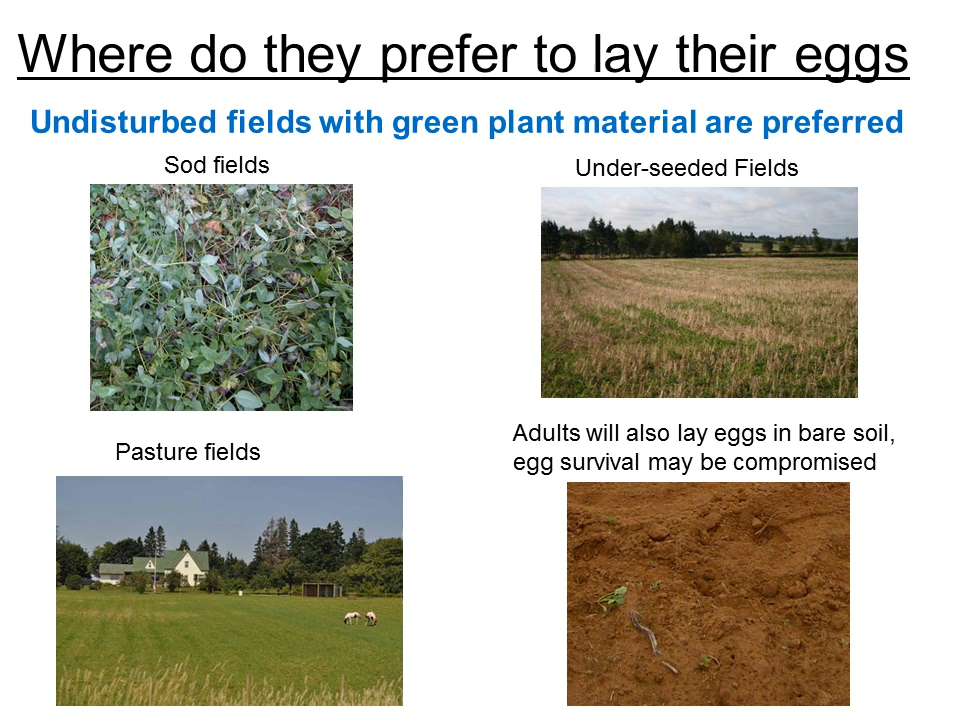 Where do they prefer to lay their eggs
Undisturbed fields with green plant material are preferred
Sod fields
Under-seeded Fields
Pasture fields
Adults will also lay eggs in bare soil,
egg survival may be compromised